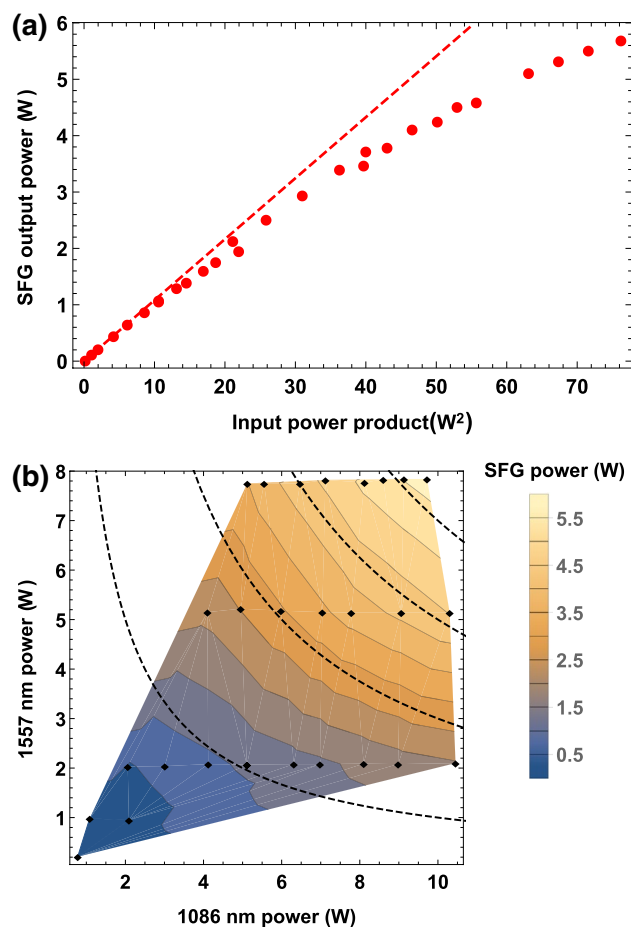 (a)
6
5
4
3
2
1
0
SFG output power (W)
0 10 20 30 40 50 60 70
Input power product(W²)
(b)
8
7
6
5
4
3
2
1
1557 nm power (W)
2 4 6 8 10
1086 nm power (W)
SFG power (W)
5.5
4.5
3.5
2.5
1.5
0.5